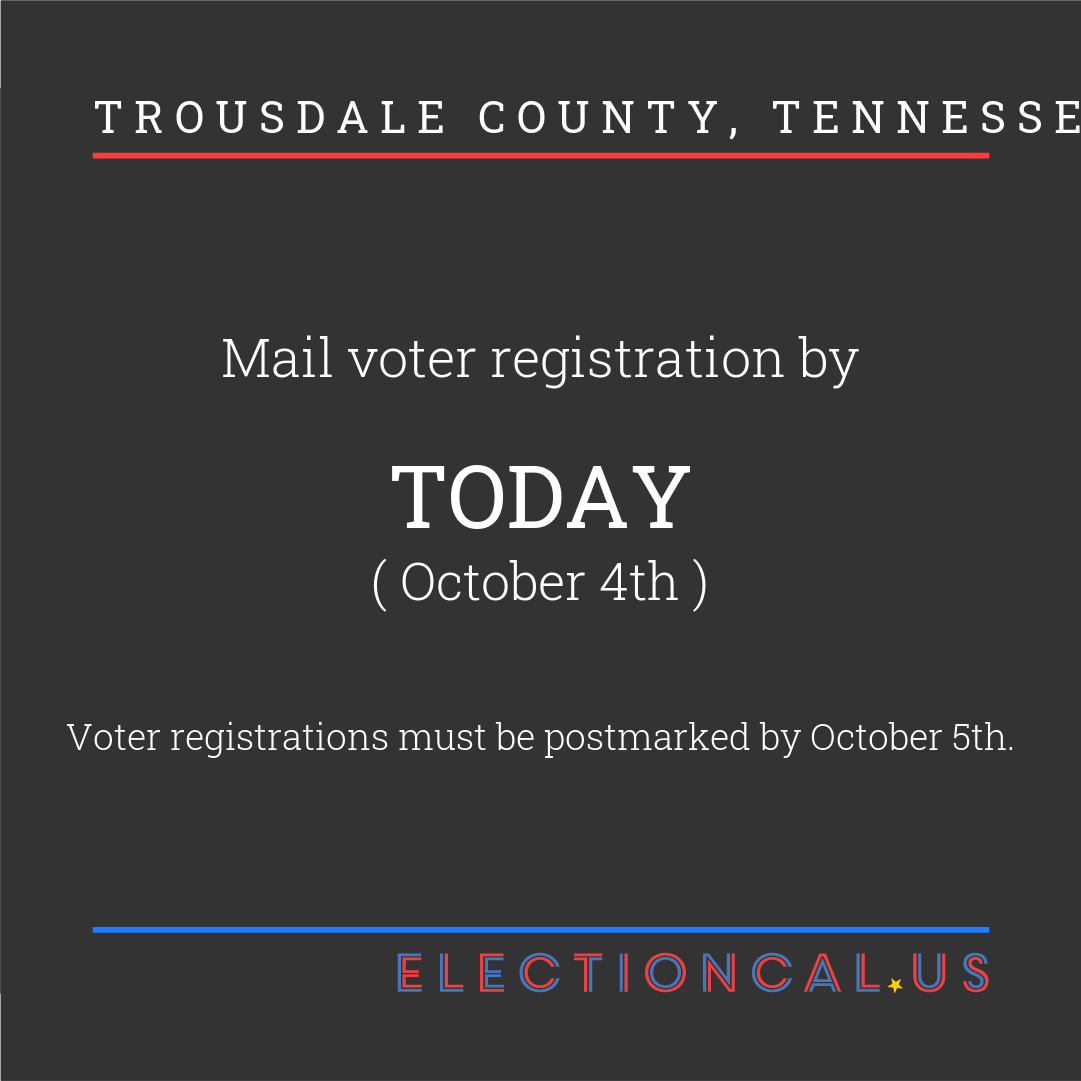 TROUSDALE COUNTY, TENNESSE
Mail voter registration by
TODAY
( October 4th )
Voter registrations must be postmarked by October 5th.
ELECTIONCAL.US